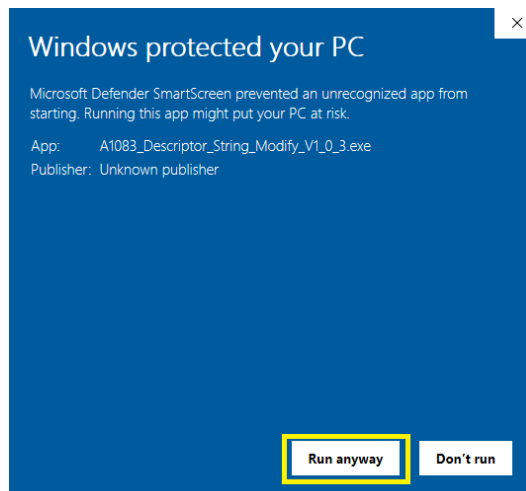 Windows protected your PC
Microsoft Defender SmartScreen prevented an unrecognized app from
starting. Running this app might put your PC at risk.
App: A1083_Descriptor_String_Modify_V1_0_3.exe
Publisher: Unknown publisher
Run anyway
Don't run